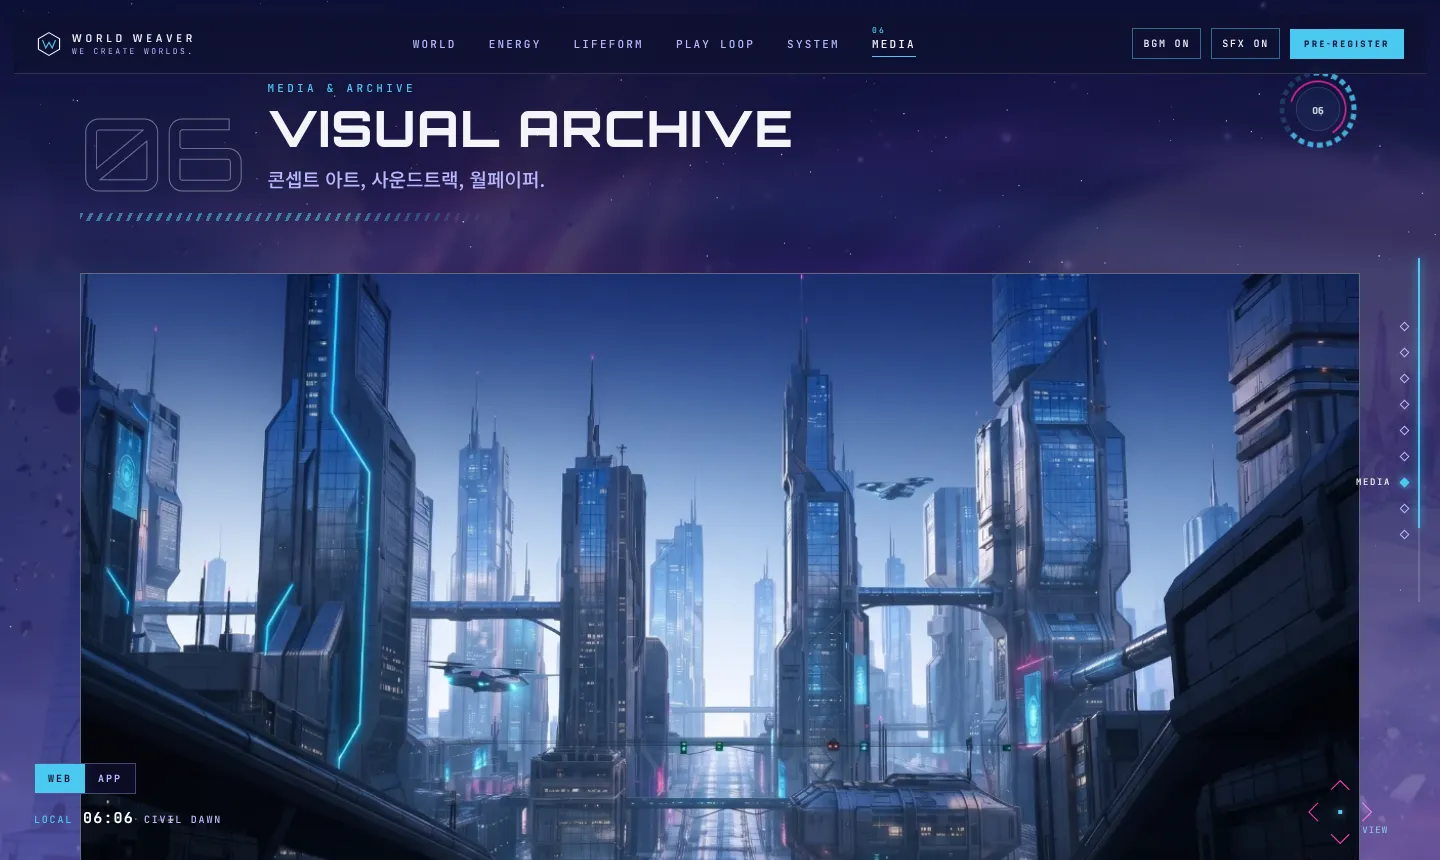 WORLD WEAVER
WE CREATE WORLDS.
WORLD
ENERGY
LIFEFORM
PLAY LOOP
SYSTEM
06
MEDIA
BGM ON
SFX ON
PRE-REGISTER
MEDIA & ARCHIVE
06
VISUAL ARCHIVE
콘셉트 아트, 사운드트랙, 월페이퍼.
06
MEDIA
WEB
APP
LOCAL 06:06 CIVIL DAWN
VIEW